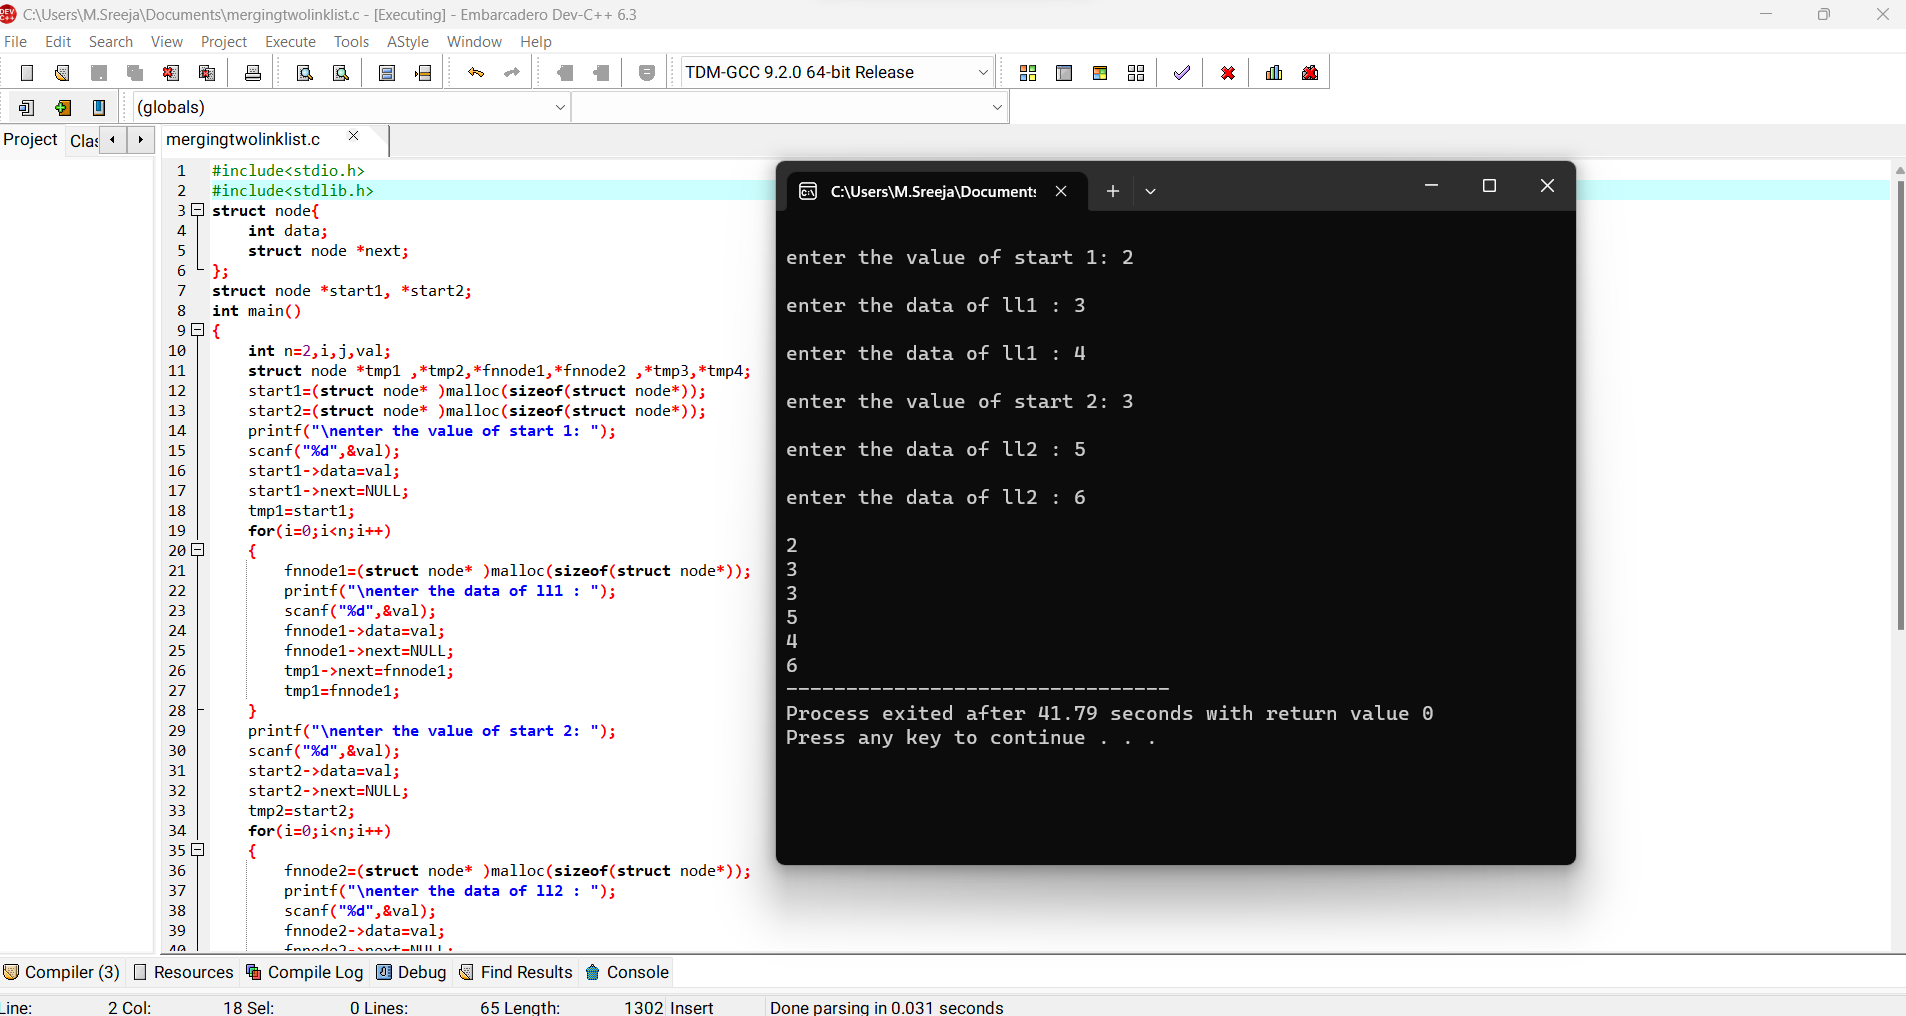 C:\Users\M.Sreeja\Documents\mergingtwolinklist.c - [Executing] - Embarcadero Dev-C++ 6.3
File Edit Search View Project Execute Tools AStyle Window Help
TDM-GCC 9.2.0 64-bit Release
(globals)
Project Clas mergingtwolinklist.c
1 #include<stdio.h>
2 #include<stdlib.h>
3 struct node{
4 int data;
5 struct node *next;
6 };
7 struct node *start1, *start2;
8 int main()
9 {
10 int n=2,i,j,val;
11 struct node *tmp1 ,*tmp2,*fnnode1,*fnnode2 ,*tmp3,*tmp4;
12 start1=(struct node* )malloc(sizeof(struct node*));
13 start2=(struct node* )malloc(sizeof(struct node*));
14 printf("\nenter the value of start 1: ");
15 scanf("%d",&val);
16 start1->data=val;
17 start1->next=NULL;
18 tmp1=start1;
19 for(i=0;i<n;i++)
20 {
21 fnnode1=(struct node* )malloc(sizeof(struct node*));
22 printf("\nenter the data of ll1 : ");
23 scanf("%d",&val);
24 fnnode1->data=val;
25 fnnode1->next=NULL;
26 tmp1->next=fnnode1;
27 tmp1=fnnode1;
28 }
29 printf("\nenter the value of start 2: ");
30 scanf("%d",&val);
31 start2->data=val;
32 start2->next=NULL;
33 tmp2=start2;
34 for(i=0;i<n;i++)
35 {
36 fnnode2=(struct node* )malloc(sizeof(struct node*));
37 printf("\nenter the data of ll2 : ");
38 scanf("%d",&val);
39 fnnode2->data=val;
40 fnnode2->next=NULL;
C:\Users\M.Sreeja\Documents
enter the value of start 1: 2
enter the data of ll1 : 3
enter the data of ll1 : 4
enter the value of start 2: 3
enter the data of ll2 : 5
enter the data of ll2 : 6
2
3
3
5
4
6
--------------------------------
Process exited after 41.79 seconds with return value 0
Press any key to continue . . .
Compiler (3) Resources Compile Log Debug Find Results Console
Line: 2 Col: 18 Sel: 0 Lines: 65 Length: 1302 Insert Done parsing in 0.031 seconds